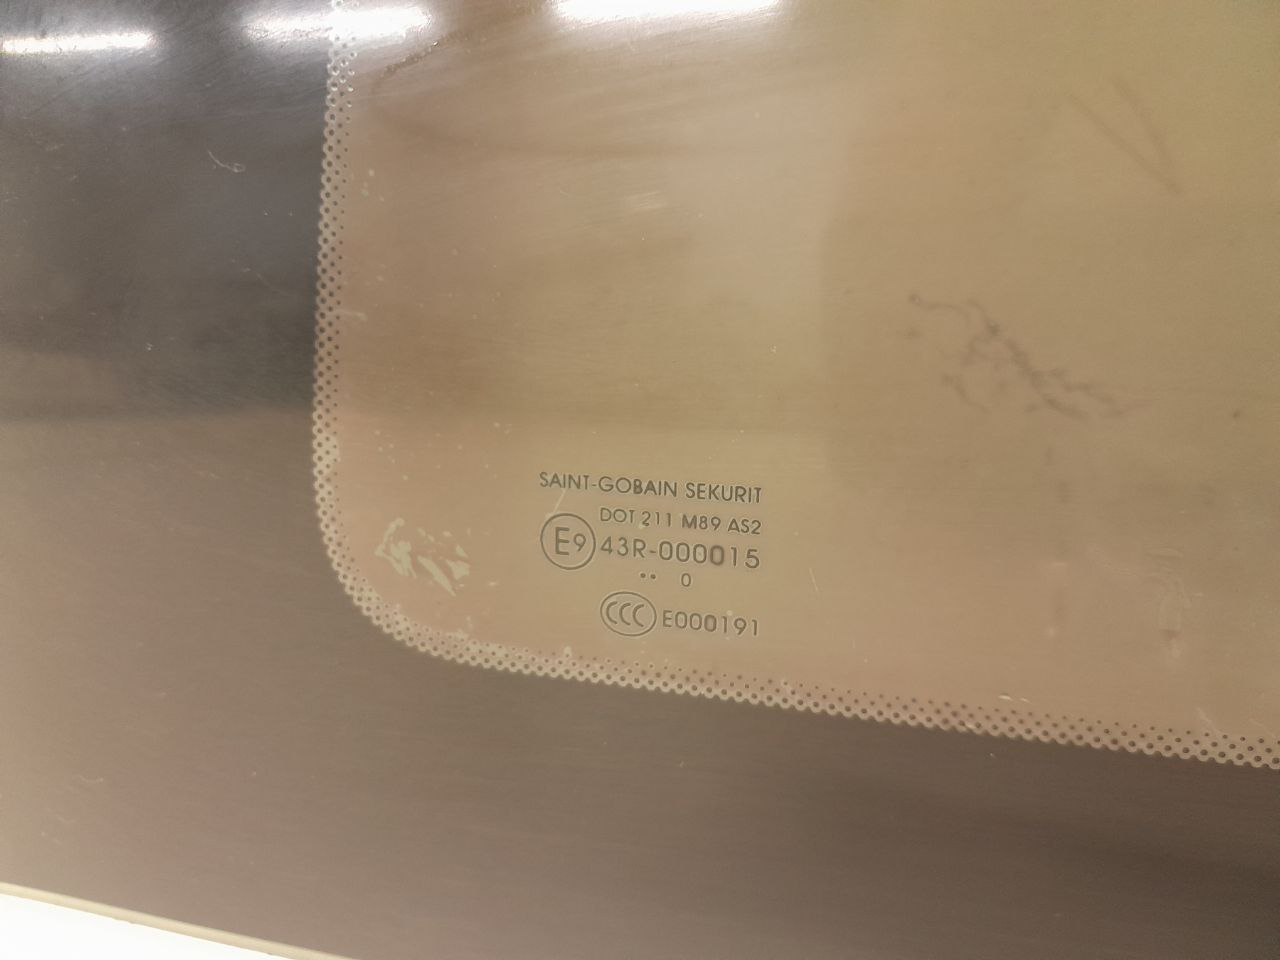 SAINT-GOBAIN SEKURIT
DOT 211 M89 AS2
E9 43R-000015
•• 0
CCC E000191